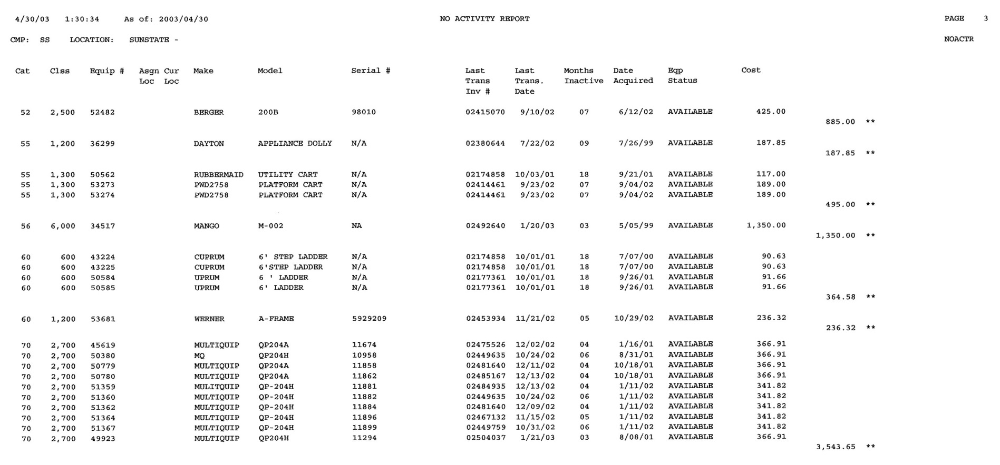 4/30/03 1:30:34 As of: 2003/04/30 NO ACTIVITY REPORT PAGE 3
CMP: SS LOCATION: SUNSTATE - NOACTR
Cat Clss Equip # Asgn Cur Make Model Serial # Last Last Months Date Eqp Cost
Loc Loc Trans Trans. Inactive Acquired Status
Inv # Date
52 2,500 52482 BERGER 200B 98010 02415070 9/10/02 07 6/12/02 AVAILABLE 425.00
885.00 **
55 1,200 36299 DAYTON APPLIANCE DOLLY N/A 02380644 7/22/02 09 7/26/99 AVAILABLE 187.85
187.85 **
55 1,300 50562 RUBBERMAID UTILITY CART N/A 02174858 10/03/01 18 9/21/01 AVAILABLE 117.00
55 1,300 53273 PWD2758 PLATFORM CART N/A 02414461 9/23/02 07 9/04/02 AVAILABLE 189.00
55 1,300 53274 PWD2758 PLATFORM CART N/A 02414461 9/23/02 07 9/04/02 AVAILABLE 189.00
495.00 **
56 6,000 34517 MANGO M-002 NA 02492640 1/20/03 03 5/05/99 AVAILABLE 1,350.00
1,350.00 **
60 600 43224 CUPRUM 6' STEP LADDER N/A 02174858 10/01/01 18 7/07/00 AVAILABLE 90.63
60 600 43225 CUPRUM 6'STEP LADDER N/A 02174858 10/01/01 18 7/07/00 AVAILABLE 90.63
60 600 50584 UPRUM 6 ' LADDER N/A 02177361 10/01/01 18 9/26/01 AVAILABLE 91.66
60 600 50585 UPRUM 6' LADDER N/A 02177361 10/01/01 18 9/26/01 AVAILABLE 91.66
364.58 **
60 1,200 53681 WERNER A-FRAME 5929209 02453934 11/21/02 05 10/29/02 AVAILABLE 236.32
236.32 **
70 2,700 45619 MULTIQUIP QP204A 11674 02475526 12/02/02 04 1/16/01 AVAILABLE 366.91
70 2,700 50380 MQ QP204H 10958 02449635 10/24/02 06 8/31/01 AVAILABLE 366.91
70 2,700 50779 MULTIQUIP QP204A 11858 02481640 12/11/02 04 10/18/01 AVAILABLE 366.91
70 2,700 50780 MULTIQUIP QP204A 11862 02485167 12/13/02 04 10/18/01 AVAILABLE 366.91
70 2,700 51359 MULITQUIP QP-204H 11881 02484935 12/13/02 04 1/11/02 AVAILABLE 341.82
70 2,700 51360 MULTIQUIP QP-204H 11882 02449635 10/24/02 06 1/11/02 AVAILABLE 341.82
70 2,700 51362 MULTIQUIP QP-204H 11884 02481640 12/09/02 04 1/11/02 AVAILABLE 341.82
70 2,700 51364 MULTIQUIP QP-204H 11896 02467132 11/15/02 05 1/11/02 AVAILABLE 341.82
70 2,700 51367 MULTIQUIP QP-204H 11899 02449759 10/31/02 06 1/11/02 AVAILABLE 341.82
70 2,700 49923 MULTIQUIP QP204H 11294 02504037 1/21/03 03 8/08/01 AVAILABLE 366.91
3,543.65 **